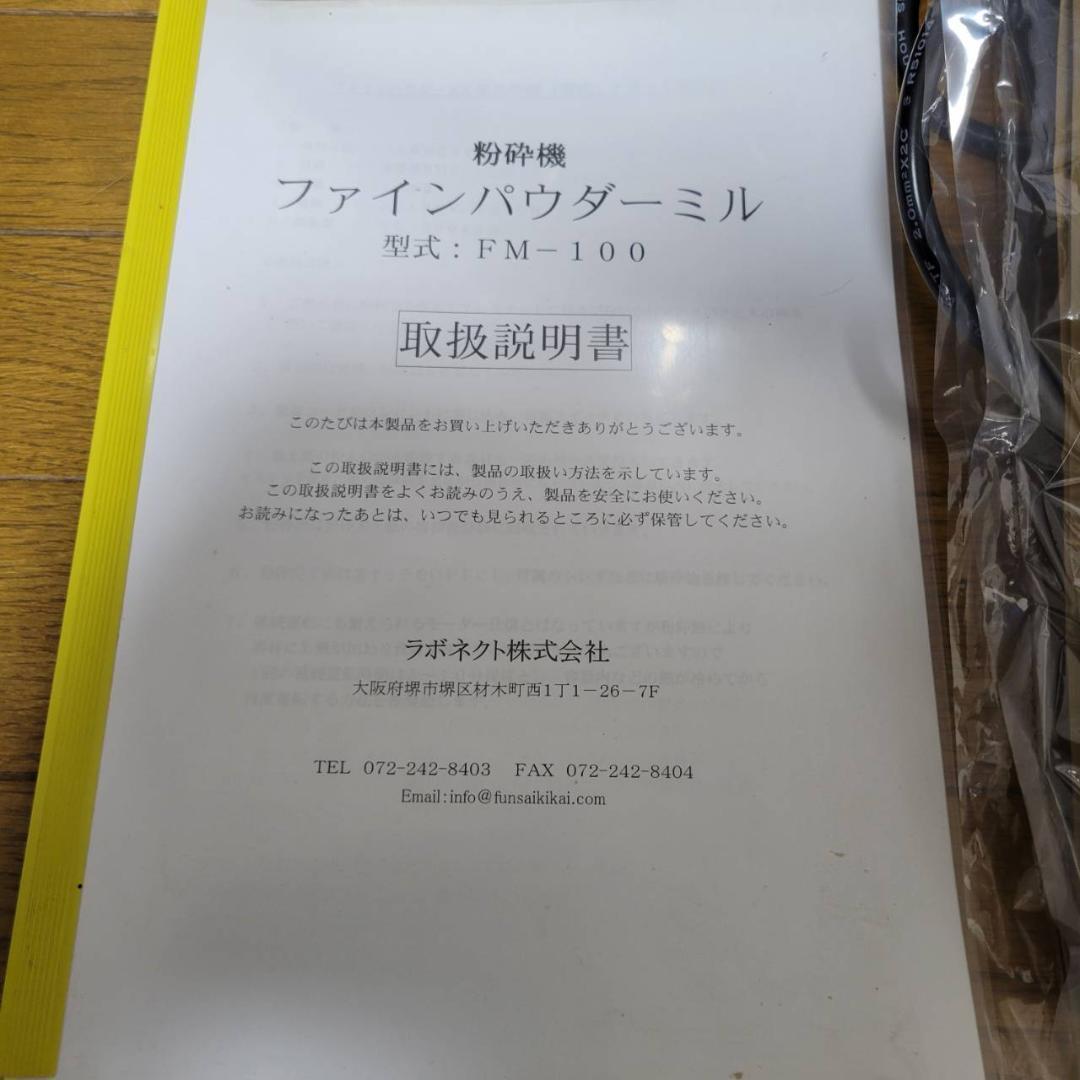 粉砕機
ファインパウダーミル
型式：ＦＭ－１００
取扱説明書
このたびは本製品をお買い上げいただきありがとうございます。
この取扱説明書には、製品の取扱い方法を示しています。
この取扱説明書をよくお読みのうえ、製品を安全にお使いください。
お読みになったあとは、いつでも見られるところに必ず保管してください。
ラボネクト株式会社
大阪府堺市堺区材木町西1丁1－26－7F
TEL 072-242-8403 FAX 072-242-8404
Email:info@funsaikikai.com
2.0mm²X2C